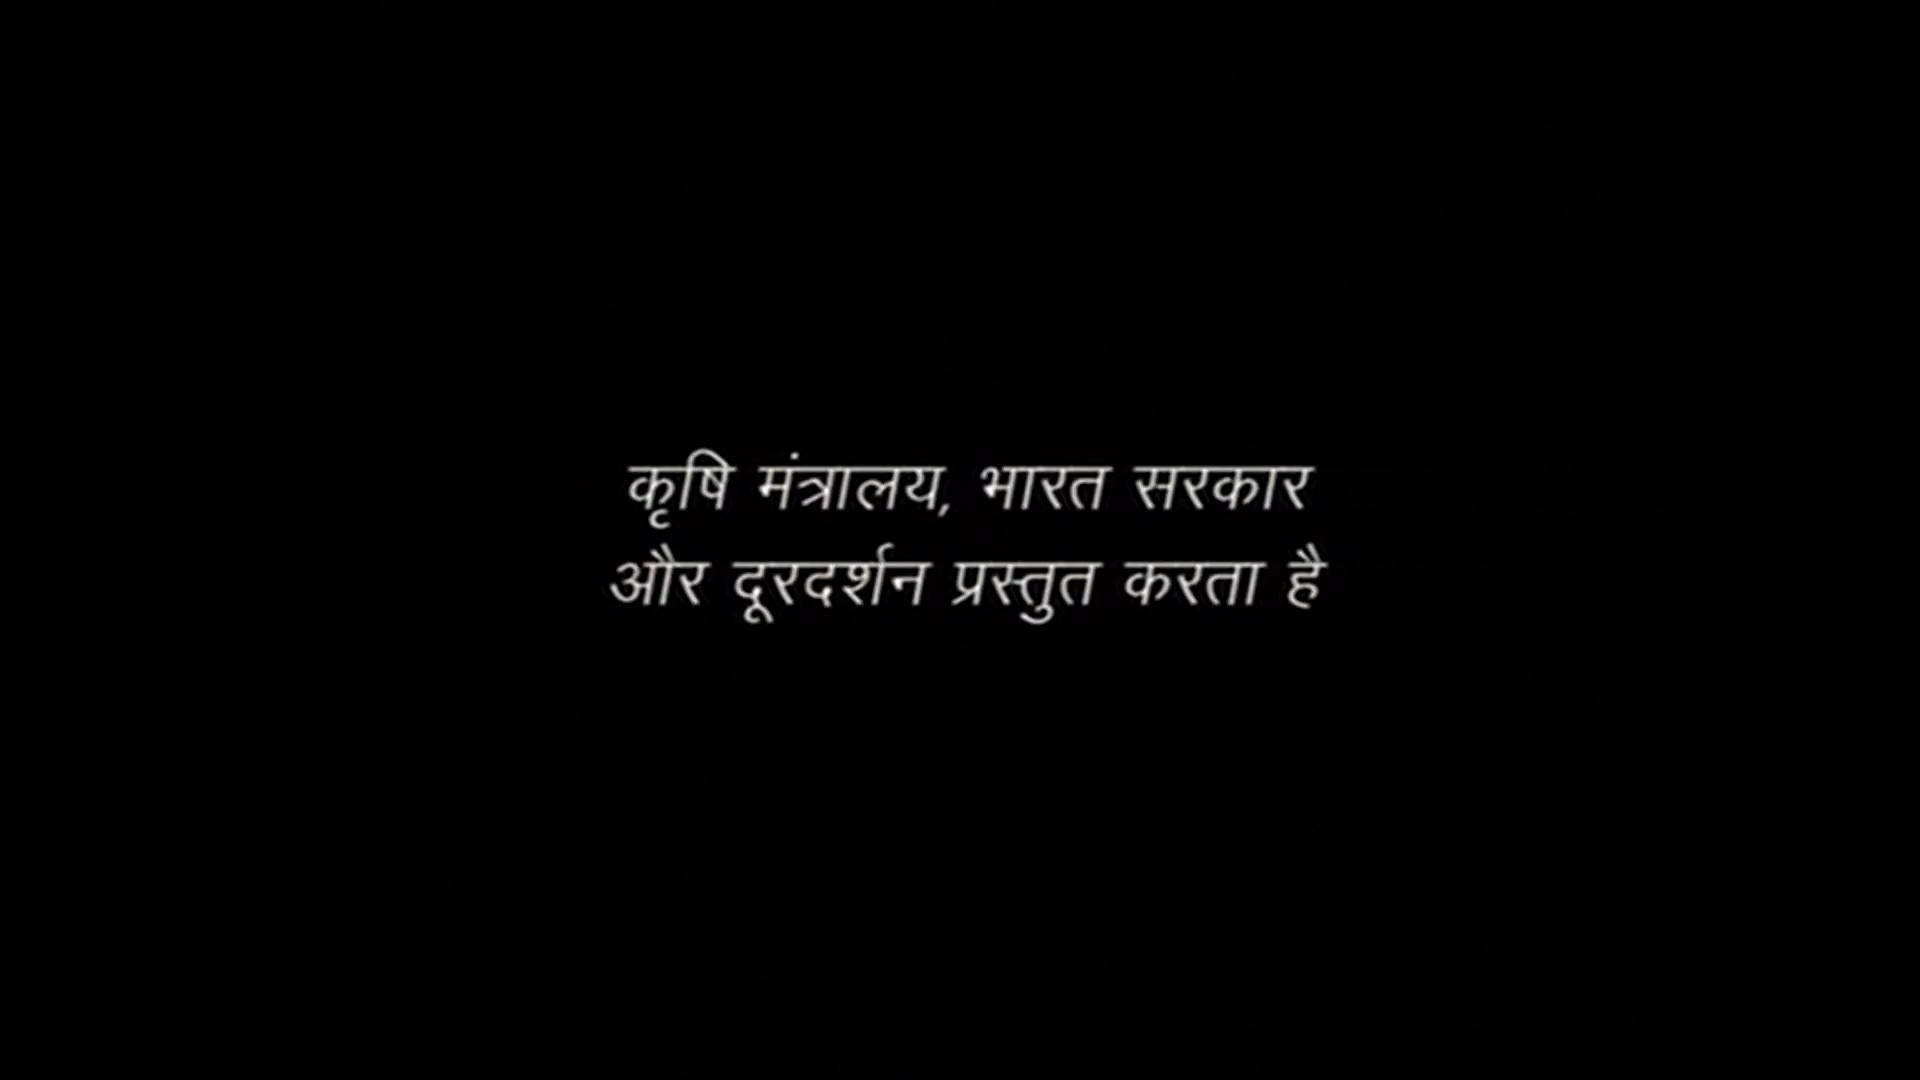 कृषि मंत्रालय, भारत सरकार
और दूरदर्शन प्रस्तुत करता है